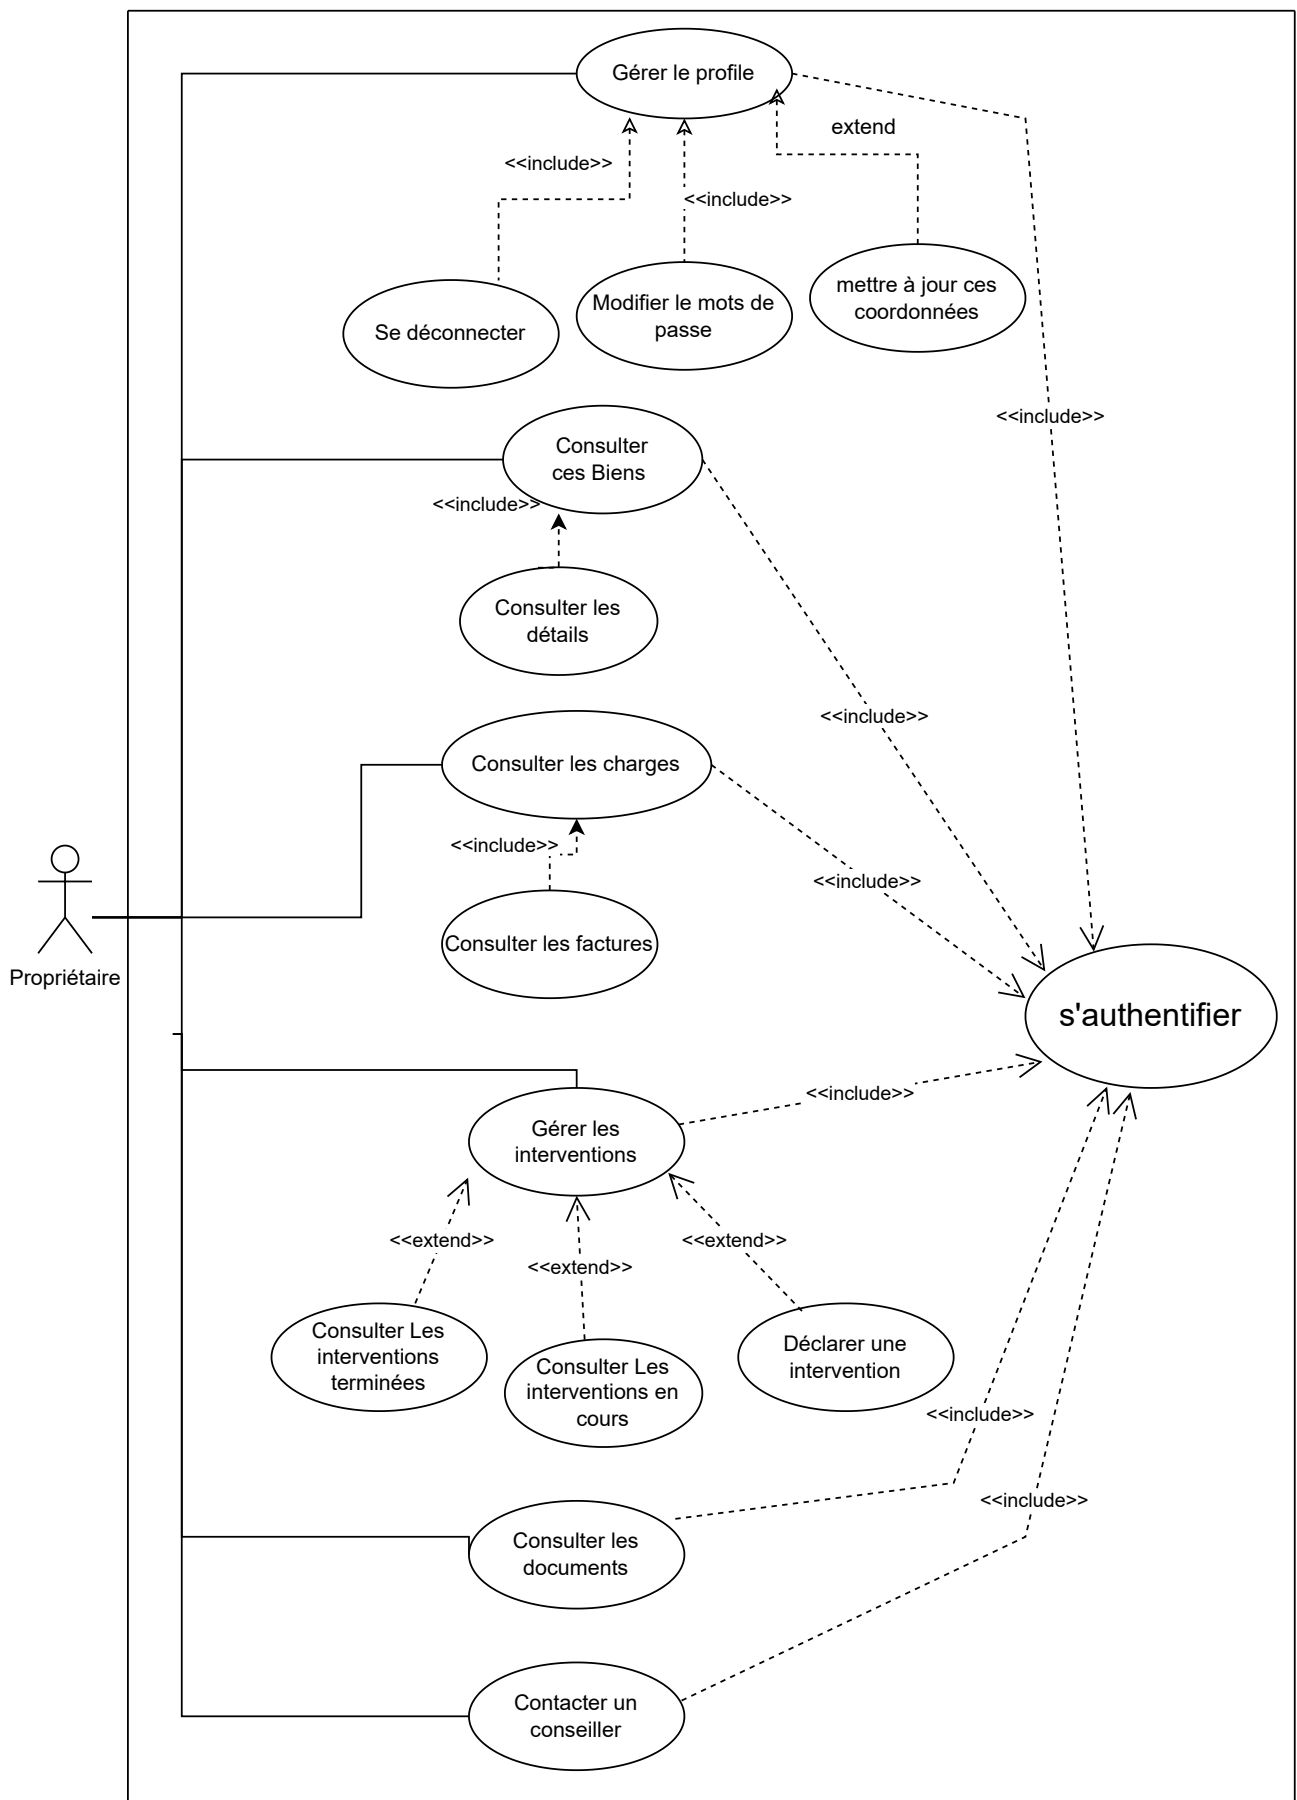 Gérer le profile
extend
<<include>>
<<include>>
mettre à jour ces
coordonnées
Modifier le mots de
passe
Se déconnecter
<<include>>
Consulter
ces Biens
<<include>>
Consulter les
détails
<<include>>
Consulter les charges
<<include>>
<<include>>
Consulter les factures
Propriétaire
s'authentifier
<<include>>
Gérer les
interventions
<<extend>>
<<extend>>
<<extend>>
Consulter Les
interventions
terminées
Consulter Les
interventions en
cours
Déclarer une
intervention
<<include>>
<<include>>
Consulter les
documents
Contacter un
conseiller